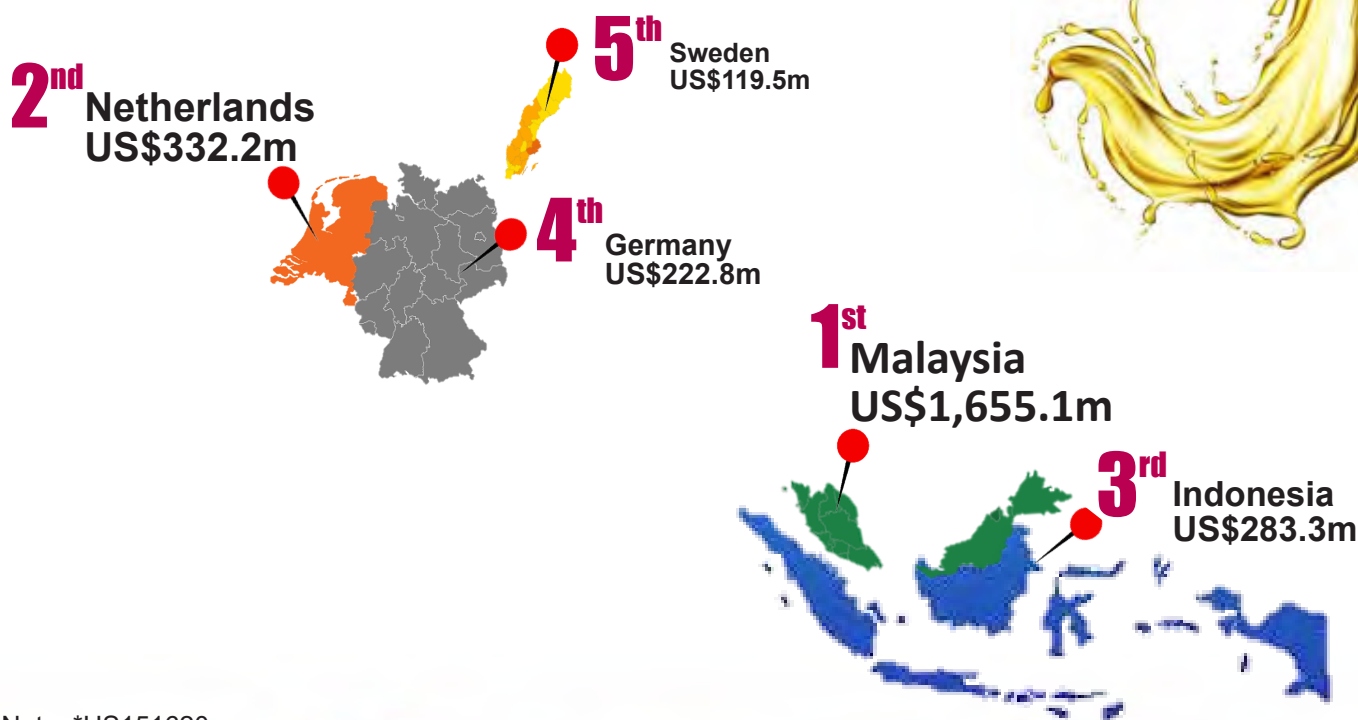 5th
Sweden
US$119.5m
2nd
Netherlands
US$332.2m
4th
Germany
US$222.8m
1st
Malaysia
US$1,655.1m
3rd
Indonesia
US$283.3m